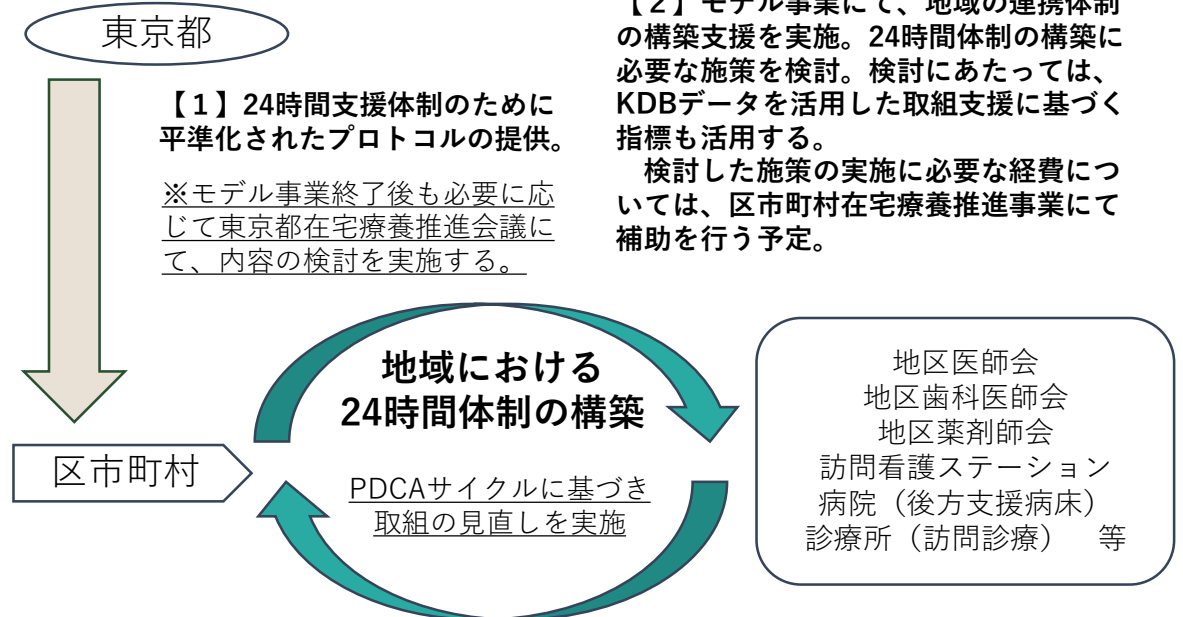 東京都
【１】24時間支援体制のために
平準化されたプロトコルの提供。
※モデル事業終了後も必要に応
じて東京都在宅療養推進会議に
て、内容の検討を実施する。
【２】モデル事業にて、地域の連携体制
の構築支援を実施。24時間体制の構築に
必要な施策を検討。検討にあたっては、
KDBデータを活用した取組支援に基づく
指標も活用する。
　検討した施策の実施に必要な経費につ
いては、区市町村在宅療養推進事業にて
補助を行う予定。
区市町村
地域における
24時間体制の構築
PDCAサイクルに基づき
取組の見直しを実施
地区医師会
地区歯科医師会
地区薬剤師会
訪問看護ステーション
病院（後方支援病床）
診療所（訪問診療）　等